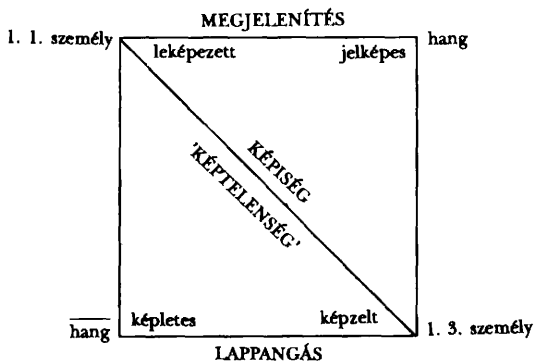 MEGJELENÍTÉS
1. 1. személy
leképezett
jelképes
hang
KÉPISÉG
'KÉPTELENSÉG'
hang
képletes
képzelt
1. 3. személy
LAPPANGÁS